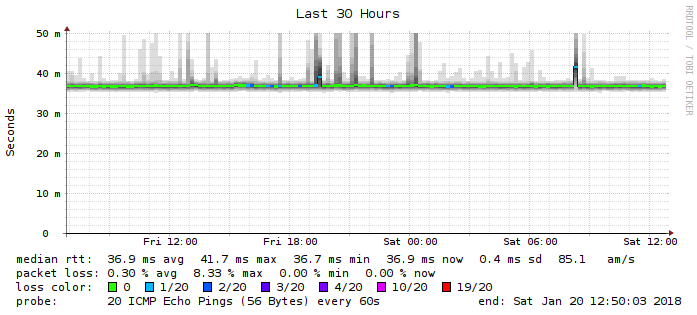 Last 30 Hours
RRDTOOL / TOBI OETIKER
Seconds
50 m
40 m
30 m
20 m
10 m
0
Fri 12:00 Fri 18:00 Sat 00:00 Sat 06:00 Sat 12:00
median rtt: 36.9 ms avg 41.7 ms max 36.7 ms min 36.9 ms now 0.4 ms sd 85.1 am/s
packet loss: 0.30 % avg 8.33 % max 0.00 % min 0.00 % now
loss color: 0 1/20 2/20 3/20 4/20 10/20 19/20
probe: 20 ICMP Echo Pings (56 Bytes) every 60s end: Sat Jan 20 12:50:03 2018